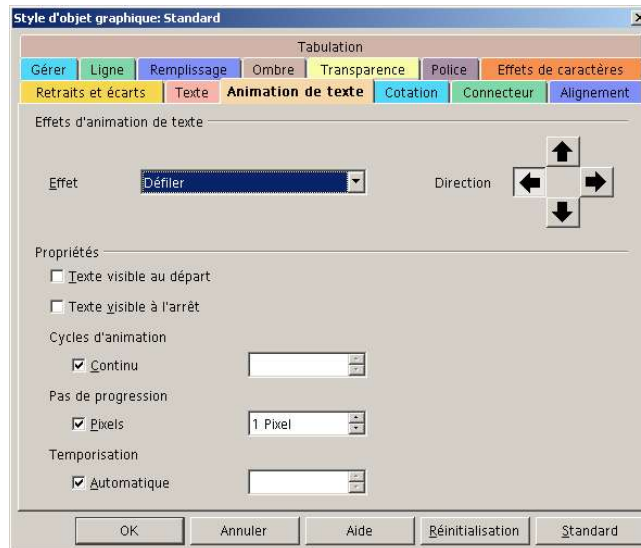 Style d'objet graphique: Standard
Tabulation
Gérer Ligne Remplissage Ombre Transparence Police Effets de caractères
Retraits et écarts Texte Animation de texte Cotation Connecteur Alignement
Effets d'animation de texte
Effet Défiler Direction
Propriétés
Texte visible au départ
Texte visible à l'arrêt
Cycles d'animation
Continu
Pas de progression
Pixels 1 Pixel
Temporisation
Automatique
OK Annuler Aide Réinitialisation Standard